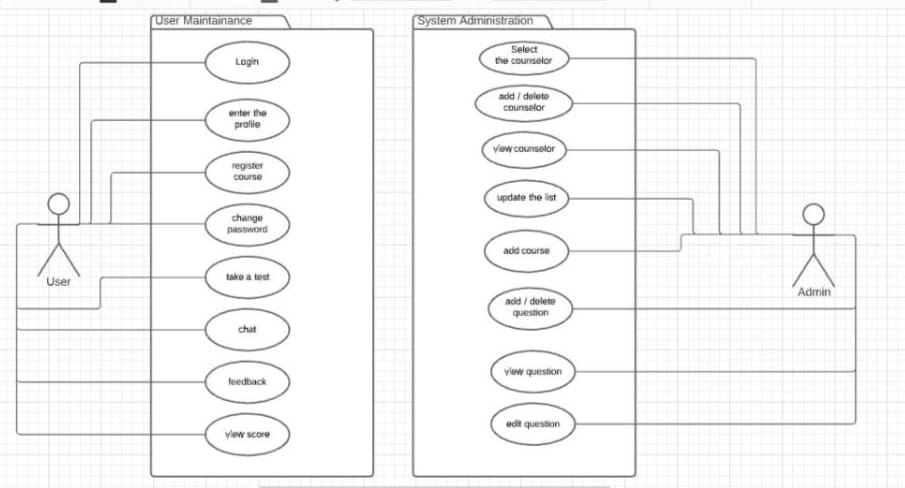 User Maintainance
System Administration
Login
enter the
profile
register
course
change
password
take a test
chat
feedback
view score
User
Select
the counselor
add / delete
counselor
view counselor
update the list
add course
add / delete
question
view question
edit question
Admin